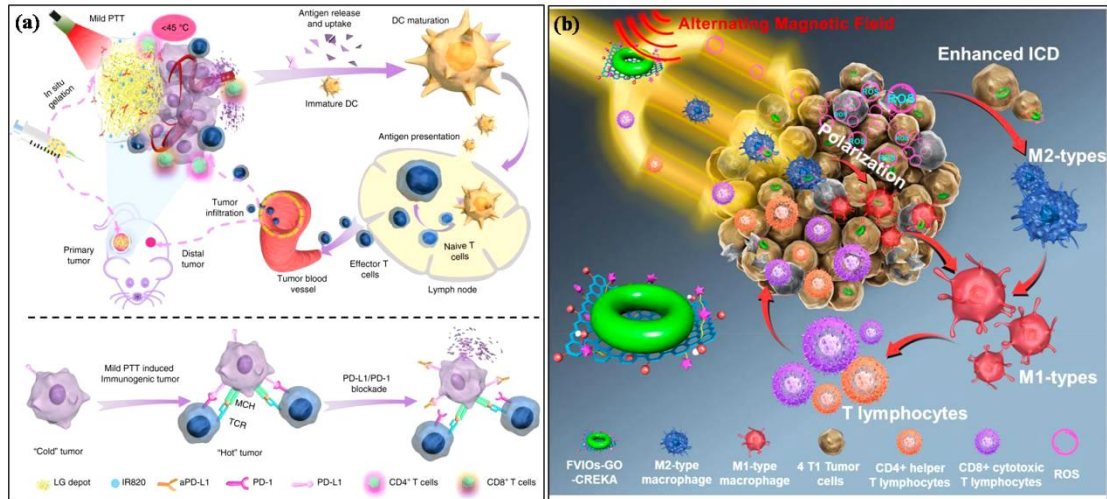 (a)
Mild PTT
<45 °C
Antigen release
and uptake
DC maturation
In situ
gelation
Immature DC
Antigen presentation
Tumor
infiltration
Primary
tumor
Distal
tumor
Tumor blood
vessel
Effector T
cells
Naive T
cells
Lymph node
Mild PTT induced
Immunogenic tumor
PD-L1/PD-1
blockade
MCH
TCR
"Cold" tumor
"Hot" tumor
LG depot
IR820
aPD-L1
PD-1
PD-L1
CD4+ T cells
CD8+ T cells
(b)
Alternating Magnetic Field
Enhanced ICD
ROS
ROS
ROS
ROS
ROS
Polarization
M2-types
M1-types
T lymphocytes
FVIOs-GO
-CREKA
M2-type
macrophage
M1-type
macrophage
4 T1 Tumor
cells
CD4+ helper
T lymphocytes
CD8+ cytotoxic
T lymphocytes
ROS